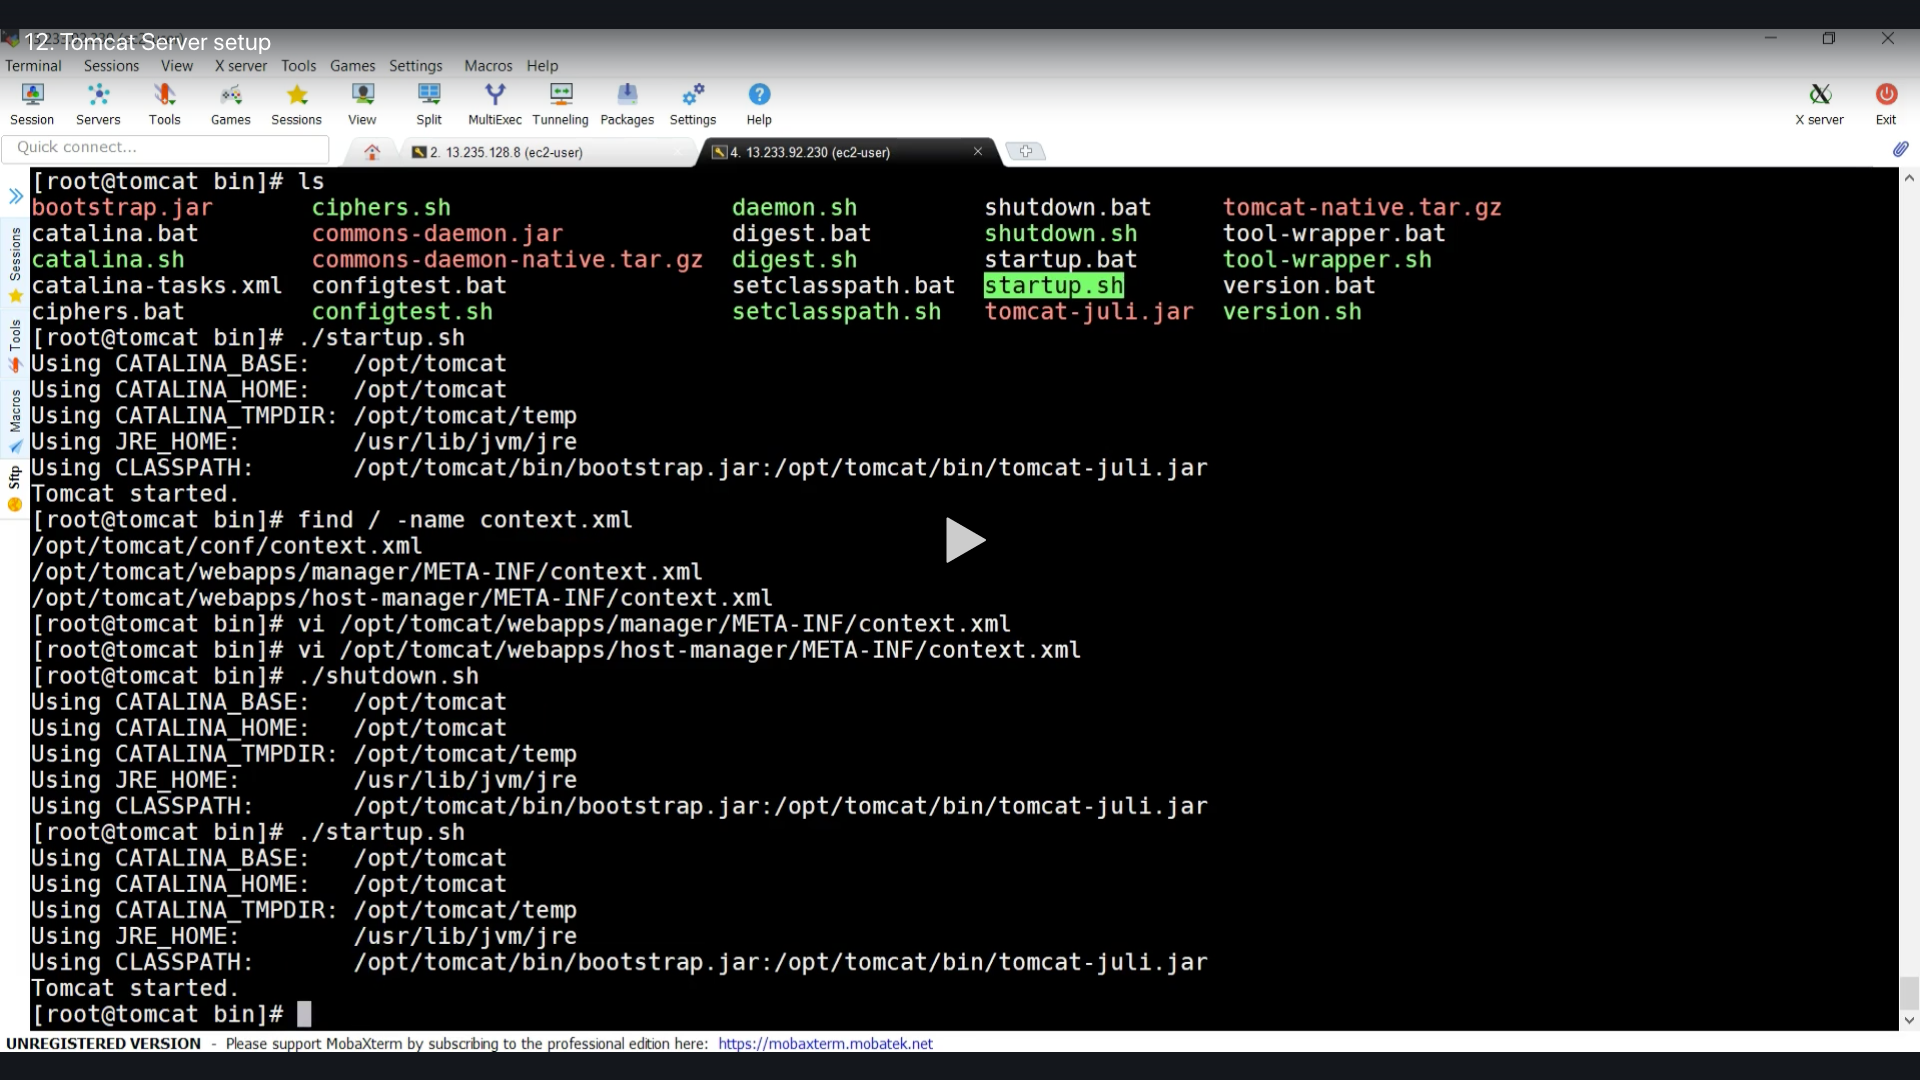 12. Tomcat Server setup
Terminal Sessions View X server Tools Games Settings Macros Help
Session Servers Tools Games Sessions View Split MultiExec Tunneling Packages Settings Help X server Exit
Quick connect... 2. 13.235.128.8 (ec2-user) 4. 13.233.92.230 (ec2-user)
Sessions
Tools
Macros
Sftp
[root@tomcat bin]# ls
bootstrap.jar ciphers.sh daemon.sh shutdown.bat tomcat-native.tar.gz
catalina.bat commons-daemon.jar digest.bat shutdown.sh tool-wrapper.bat
catalina.sh commons-daemon-native.tar.gz digest.sh startup.bat tool-wrapper.sh
catalina-tasks.xml configtest.bat setclasspath.bat startup.sh version.bat
ciphers.bat configtest.sh setclasspath.sh tomcat-juli.jar version.sh
[root@tomcat bin]# ./startup.sh
Using CATALINA_BASE: /opt/tomcat
Using CATALINA_HOME: /opt/tomcat
Using CATALINA_TMPDIR: /opt/tomcat/temp
Using JRE_HOME: /usr/lib/jvm/jre
Using CLASSPATH: /opt/tomcat/bin/bootstrap.jar:/opt/tomcat/bin/tomcat-juli.jar
Tomcat started.
[root@tomcat bin]# find / -name context.xml
/opt/tomcat/conf/context.xml
/opt/tomcat/webapps/manager/META-INF/context.xml
/opt/tomcat/webapps/host-manager/META-INF/context.xml
[root@tomcat bin]# vi /opt/tomcat/webapps/manager/META-INF/context.xml
[root@tomcat bin]# vi /opt/tomcat/webapps/host-manager/META-INF/context.xml
[root@tomcat bin]# ./shutdown.sh
Using CATALINA_BASE: /opt/tomcat
Using CATALINA_HOME: /opt/tomcat
Using CATALINA_TMPDIR: /opt/tomcat/temp
Using JRE_HOME: /usr/lib/jvm/jre
Using CLASSPATH: /opt/tomcat/bin/bootstrap.jar:/opt/tomcat/bin/tomcat-juli.jar
[root@tomcat bin]# ./startup.sh
Using CATALINA_BASE: /opt/tomcat
Using CATALINA_HOME: /opt/tomcat
Using CATALINA_TMPDIR: /opt/tomcat/temp
Using JRE_HOME: /usr/lib/jvm/jre
Using CLASSPATH: /opt/tomcat/bin/bootstrap.jar:/opt/tomcat/bin/tomcat-juli.jar
Tomcat started.
[root@tomcat bin]#
UNREGISTERED VERSION - Please support MobaXterm by subscribing to the professional edition here: https://mobaxterm.mobatek.net